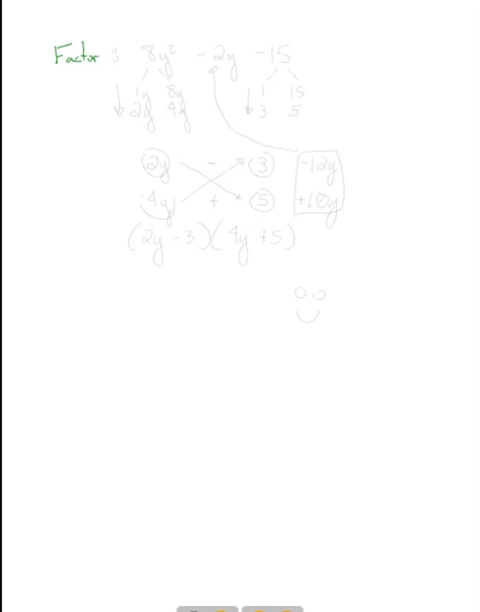 Factor : 8y² - 2y - 15
1y 8y 1 15
2y 4y 3 5
2y - 3 -12y
4y + 5 +10y
(2y - 3)(4y + 5)